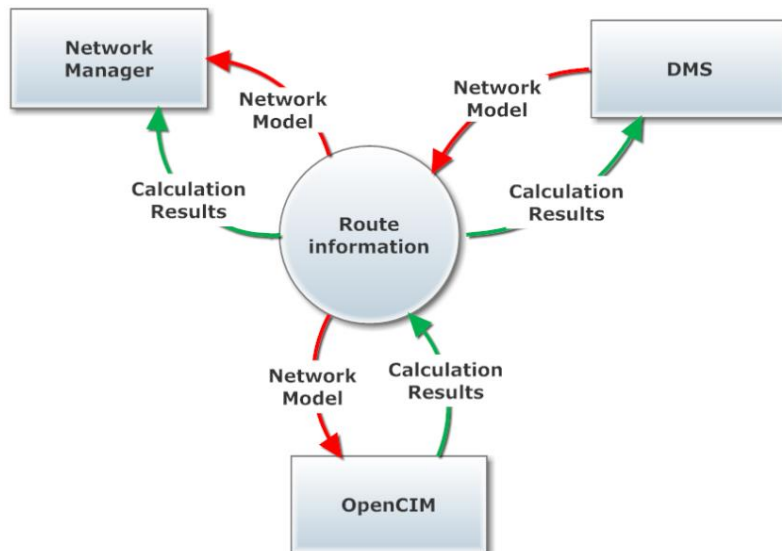 Network
Manager
DMS
Network
Model
Network
Model
Calculation
Results
Calculation
Results
Route
information
Network
Model
Calculation
Results
OpenCIM